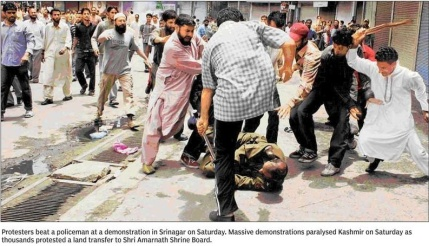 Protesters beat a policeman at a demonstration in Srinagar on Saturday. Massive demonstrations paralysed Kashmir on Saturday as
thousands protested a land transfer to Shri Amarnath Shrine Board.